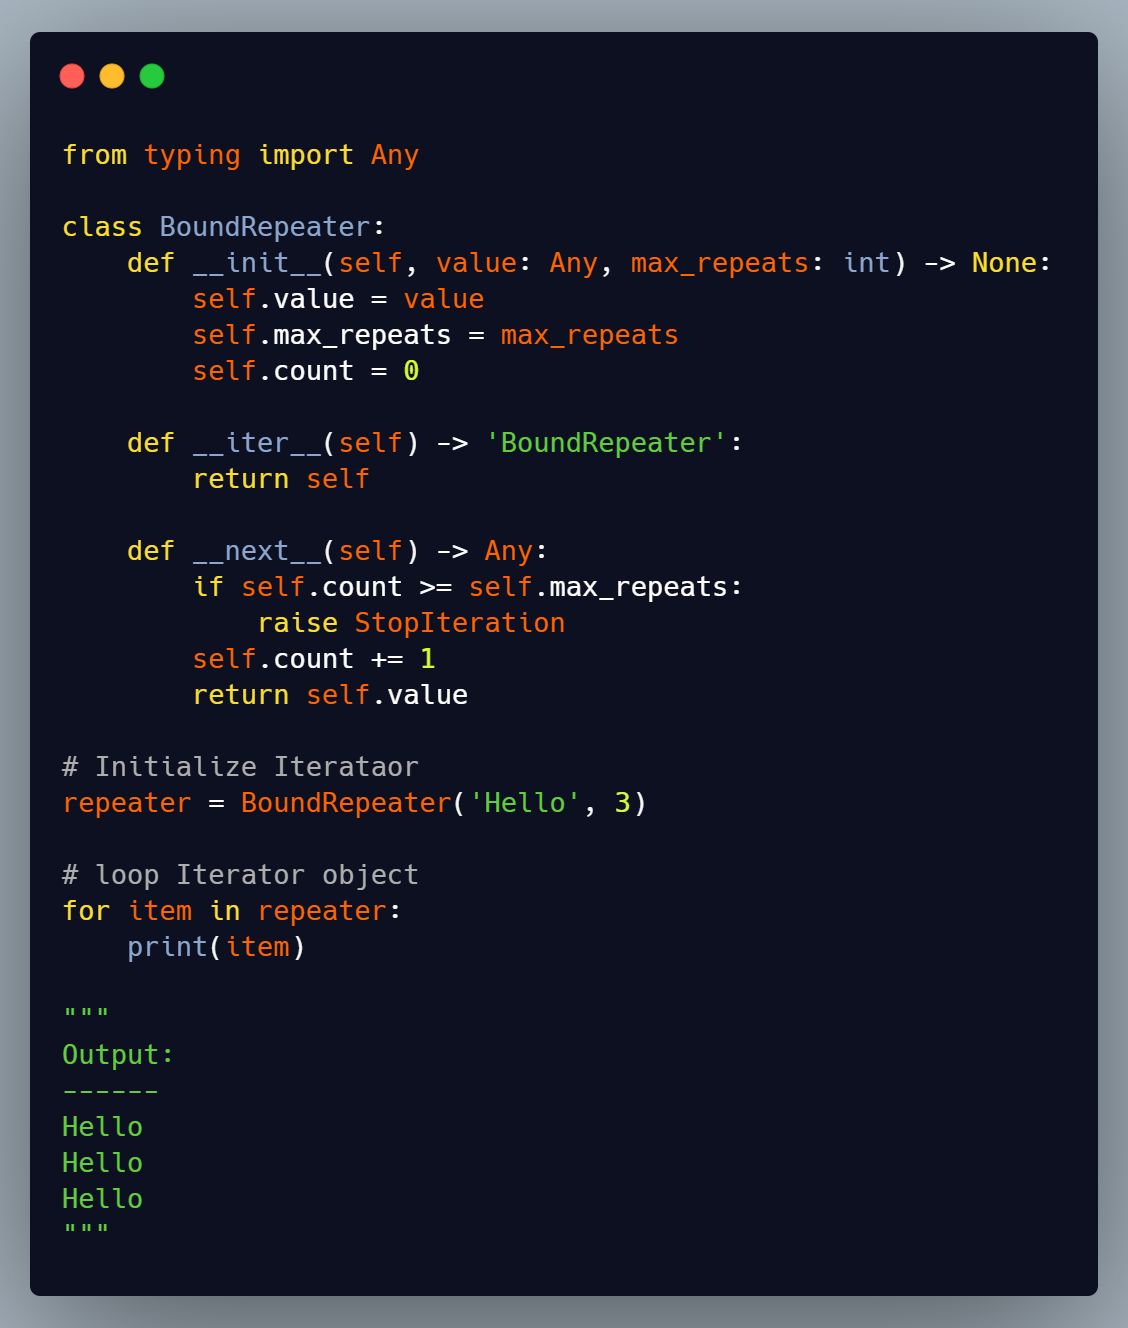 from typing import Any

class BoundRepeater:
    def __init__(self, value: Any, max_repeats: int) -> None:
        self.value = value
        self.max_repeats = max_repeats
        self.count = 0

    def __iter__(self) -> 'BoundRepeater':
        return self

    def __next__(self) -> Any:
        if self.count >= self.max_repeats:
            raise StopIteration
        self.count += 1
        return self.value

# Initialize Iterataor
repeater = BoundRepeater('Hello', 3)

# loop Iterator object
for item in repeater:
    print(item)

"""
Output:
------
Hello
Hello
Hello
"""